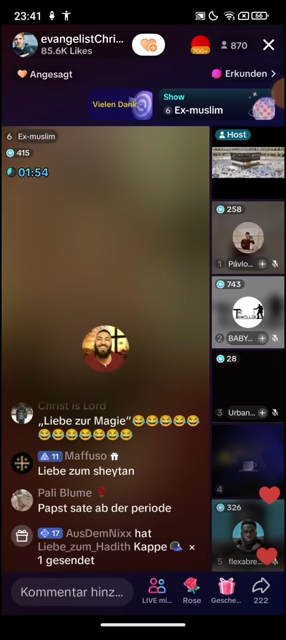 23:41
66
evangelistChri...
85.6K Likes
700+
870
Angesagt
Erkunden
Vielen Dank
Show
6 Ex-muslim
6 Ex-muslim
415
01:54
Host
258
1 Pávlo...
743
2 BABY...
28
3 Urban...
4
326
5 flexabre...
Christ is Lord
„Liebe zur Magie“😂😂😂😂😂
😂😂😂😂😂😂😂
11 Maffuso
Liebe zum sheytan
Pali Blume 🌹
Papst sate ab der periode
17 AusDemNixx hat
Liebe_zum_Hadith Kappe 🧢 ×
1 gesendet
Kommentar hinz...
LIVE mi...
Rose
Gesche...
222